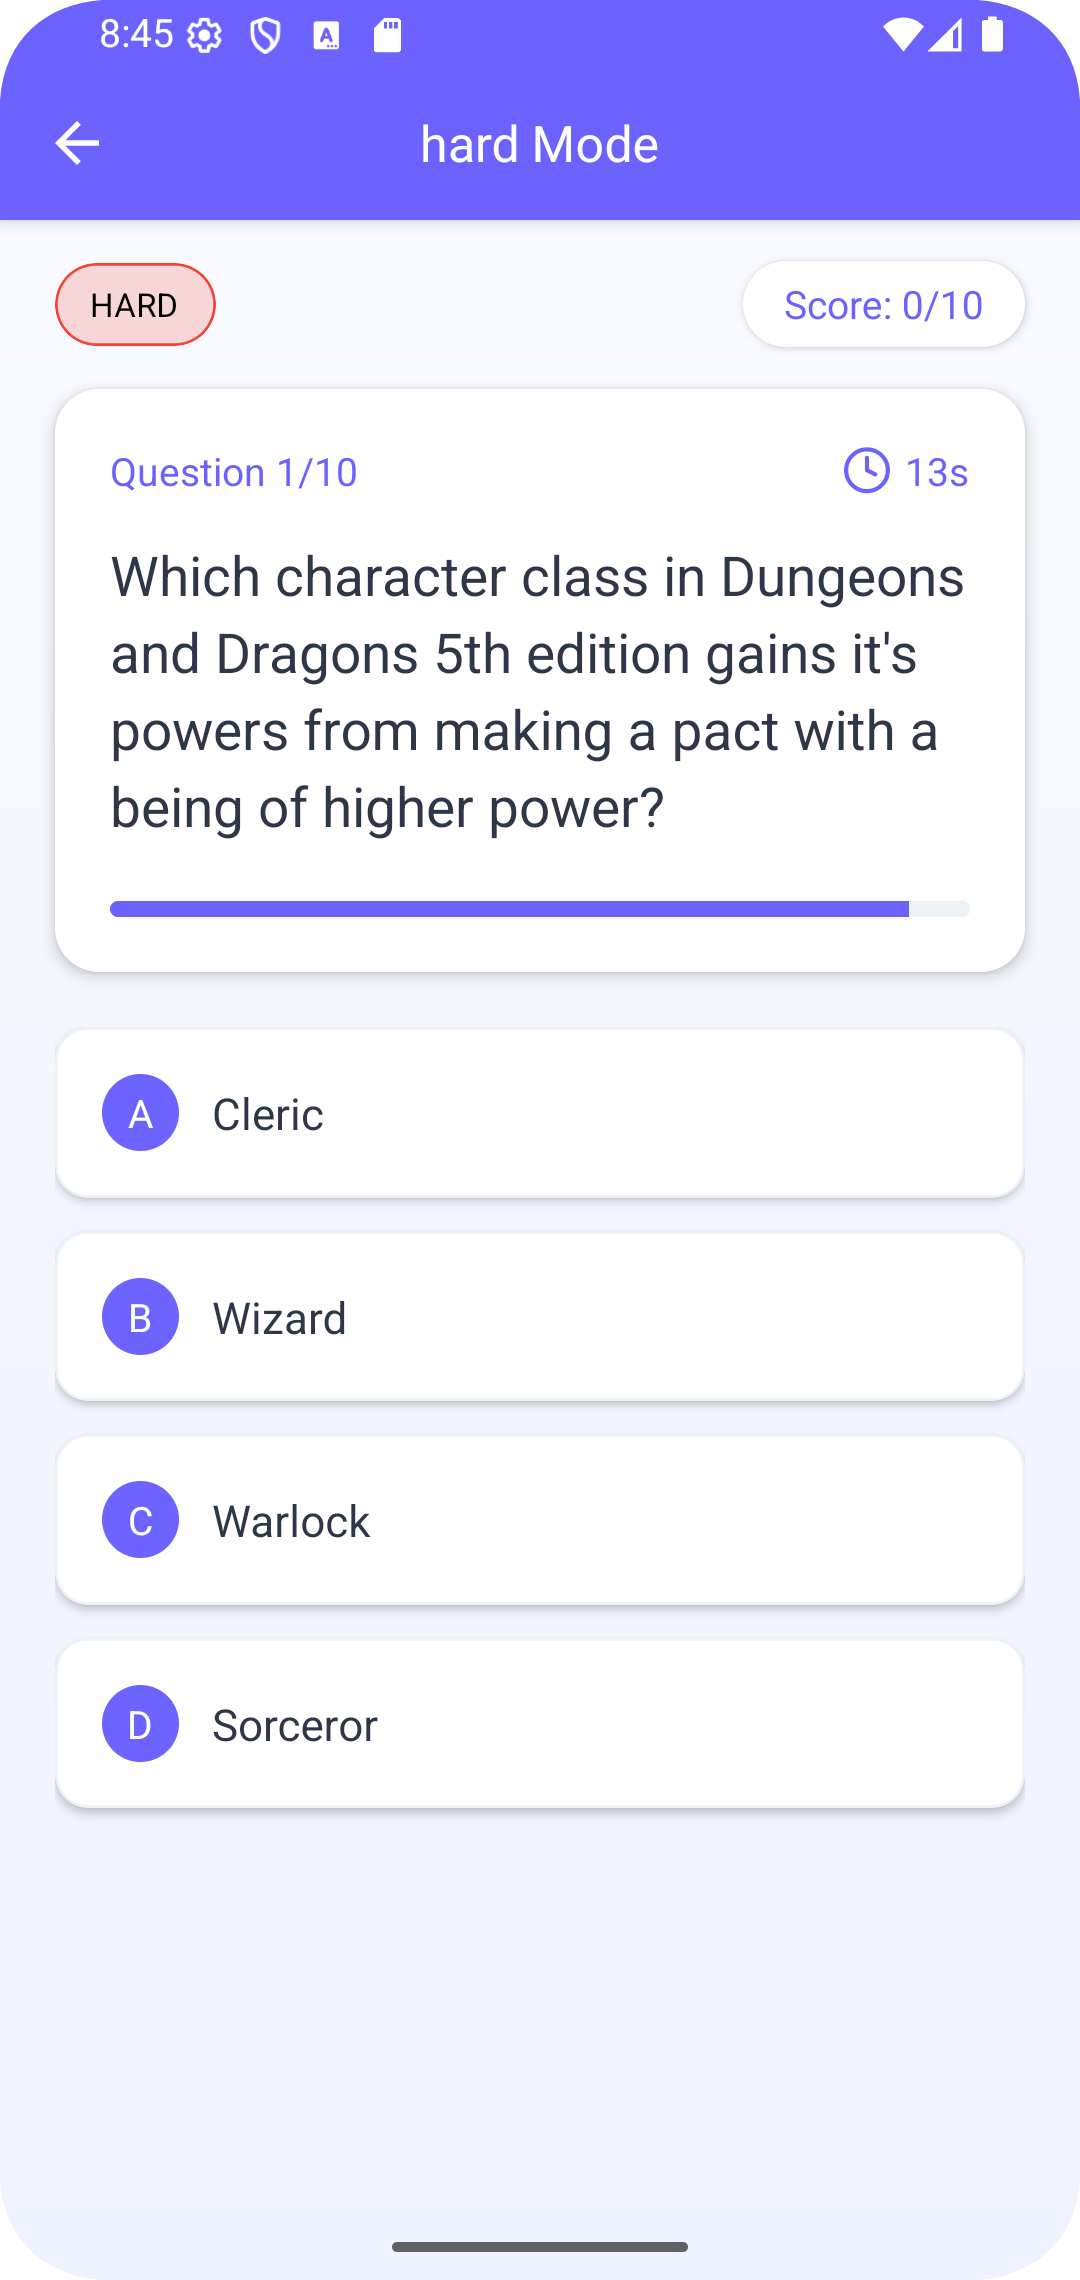 8:45
hard Mode
HARD
Score: 0/10
Question 1/10
13s
Which character class in Dungeons
and Dragons 5th edition gains it's
powers from making a pact with a
being of higher power?
A Cleric
B Wizard
C Warlock
D Sorceror